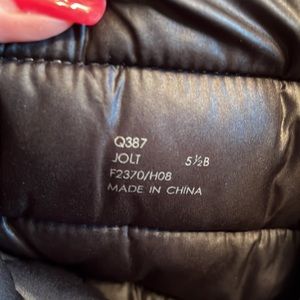 Q387
JOLT 5½B
F2370/H08
MADE IN CHINA